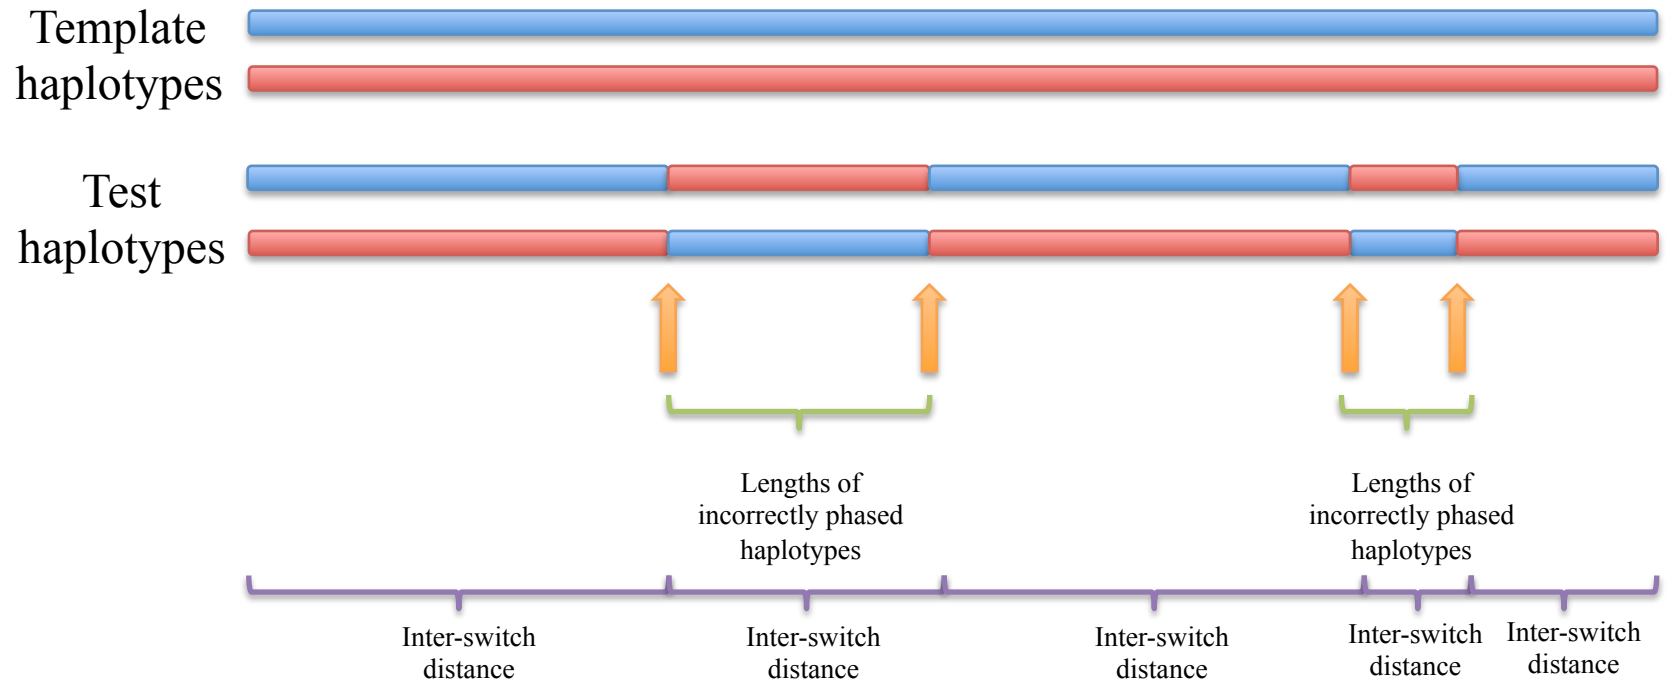 Template
haplotypes
Test
haplotypes
Lengths of
incorrectly phased
haplotypes
Lengths of
incorrectly phased
haplotypes
Inter-switch
distance
Inter-switch
distance
Inter-switch
distance
Inter-switch
distance
Inter-switch
distance